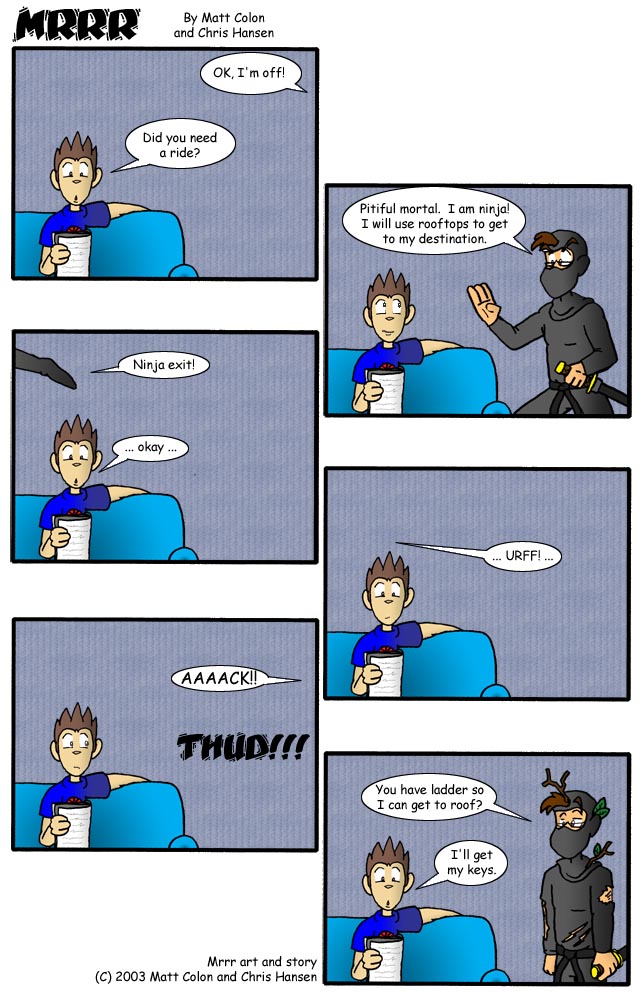 MRRR
By Matt Colon
and Chris Hansen
OK, I'm off!
Did you need
a ride?
Pitiful mortal. I am ninja!
I will use rooftops to get
to my destination.
Ninja exit!
... okay ...
... URFF! ...
AAAACK!!
THUD!!!
You have ladder so
I can get to roof?
I'll get
my keys.
Mrrr art and story
(C) 2003 Matt Colon and Chris Hansen